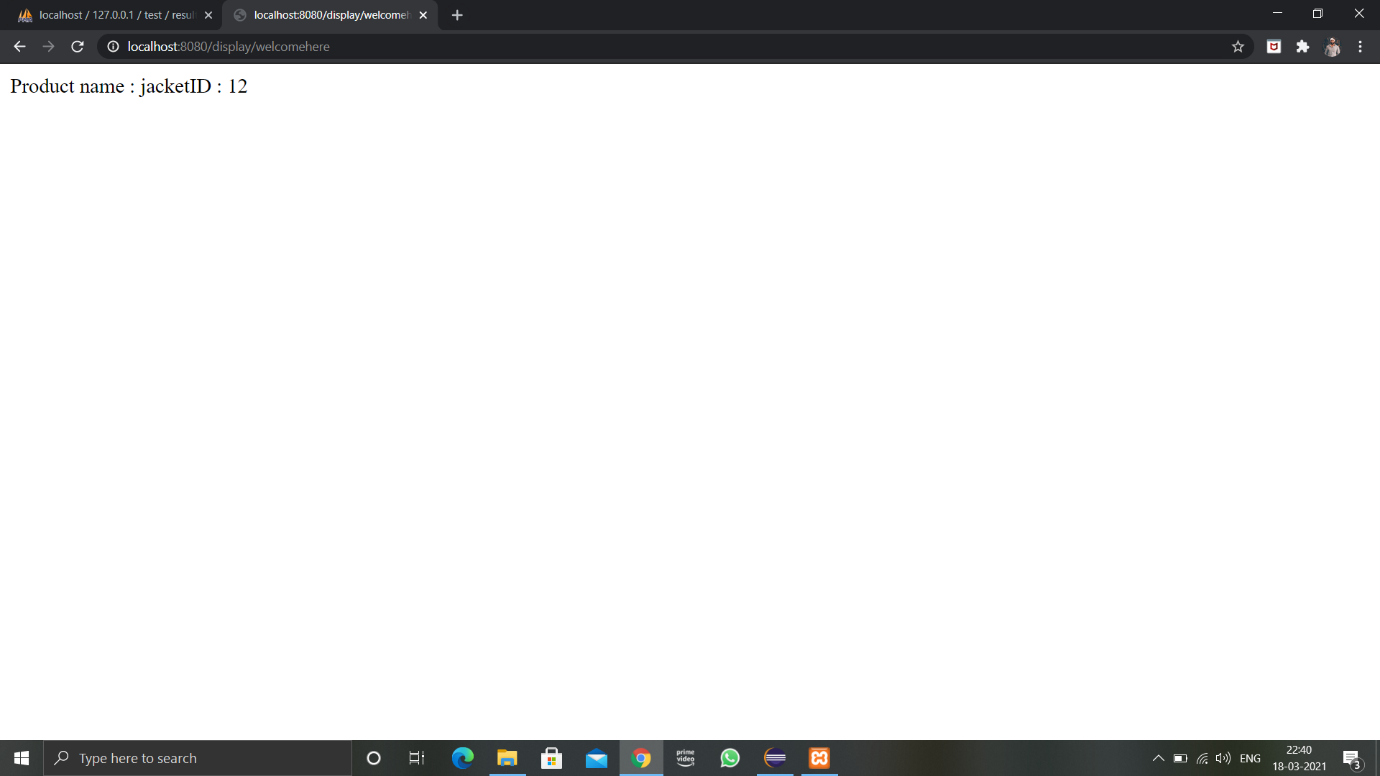 localhost / 127.0.0.1 / test / resul
localhost:8080/display/welcomeh
localhost:8080/display/welcomehere
Product name : jacketID : 12
Type here to search
prime
video
ENG
22:40
18-03-2021
3